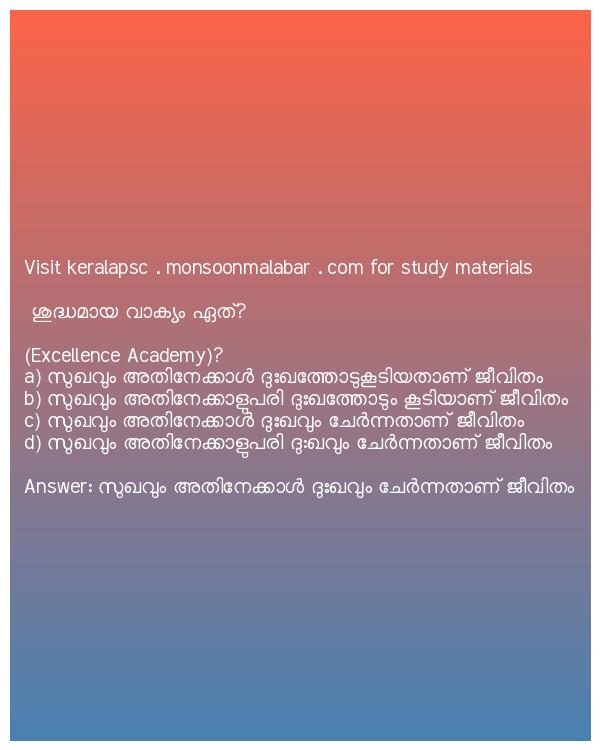 Visit keralapsc . monsoonmalabar . com for study materials
ശുദ്ധമായ വാക്യം ഏത്?
(Excellence Academy)?
a) സുഖവും അതിനേക്കാൾ ദുഃഖത്തോടുകൂടിയതാണ് ജീവിതം
b) സുഖവും അതിനേക്കാളുപരി ദുഃഖത്തോടും കൂടിയാണ് ജീവിതം
c) സുഖവും അതിനേക്കാൾ ദുഃഖവും ചേർന്നതാണ് ജീവിതം
d) സുഖവും അതിനേക്കാളുപരി ദുഃഖവും ചേർന്നതാണ് ജീവിതം
Answer: സുഖവും അതിനേക്കാൾ ദുഃഖവും ചേർന്നതാണ് ജീവിതം